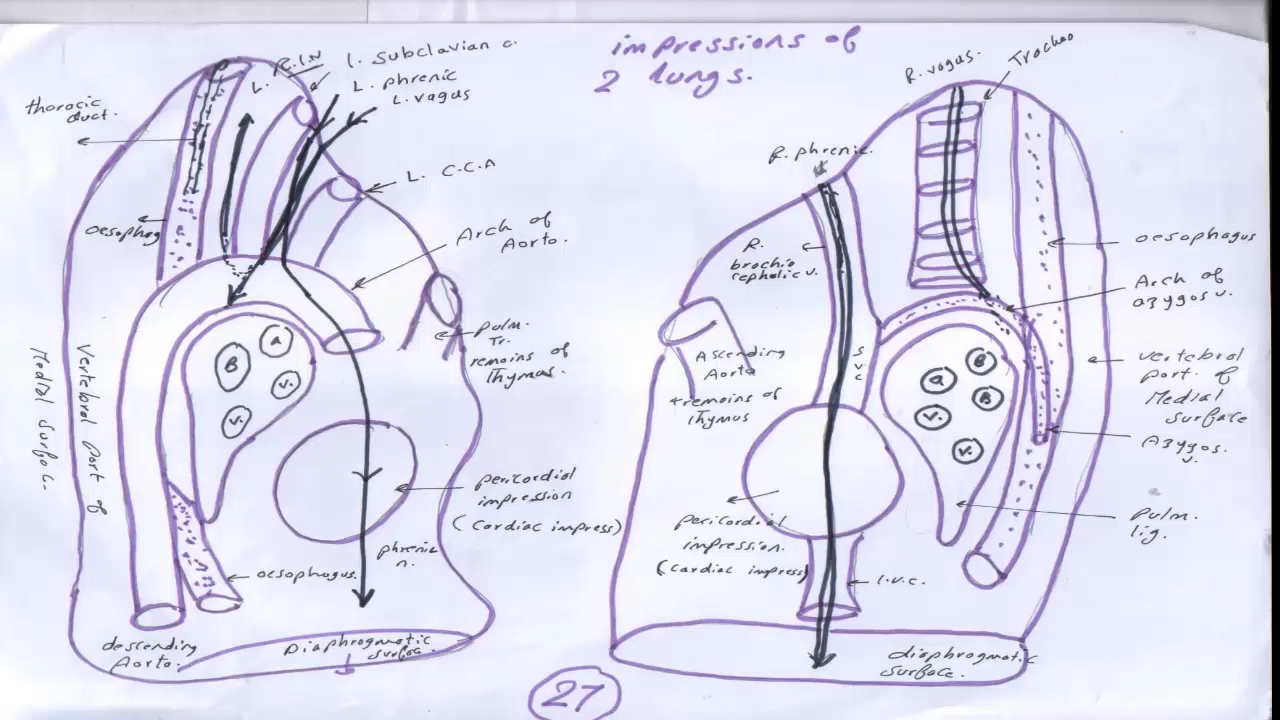 impressions of
2 lungs.
thoracic
duct.
L. R.L.N
L. subclavian a.
L. phrenic
L. vagus
L. C.C.A
oesophag
Arch of
Aorta.
pulm.
Tr.
remains of
Thymus.
B
a
v.
v.
Vertebral part of
Medial surface.
pericardial
impression
(cardiac impress)
phrenic
n.
oesophagus.
descending
Aorta.
Diaphragmatic
surface.
R. vagus.
Trachea
R. phrenic.
R.
brachio
cephalic v.
oesophagus
Arch of
azygos v.
Ascending
Aorta
+remains of
Thymus
SVC
B
a
B
v.
v.
vertebral
part of
Medial
surface
Azygos.
v.
pulm.
lig.
pericardial
impression.
(cardiac impress)
I.V.C.
diaphragmatic
surface.
27